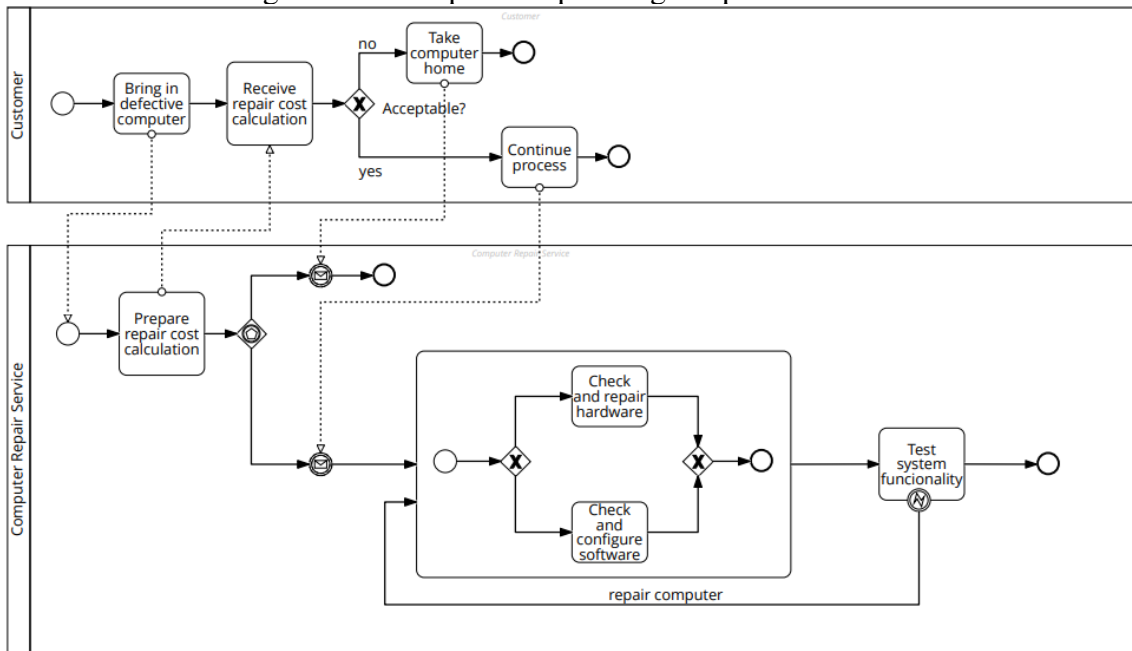 Customer
Customer
Bring in
defective
computer
Receive
repair cost
calculation
no
Take
computer
home
Acceptable?
yes
Continue
process
Computer Repair Service
Computer Repair Service
Prepare
repair cost
calculation
Check
and repair
hardware
Check
and
configure
software
Test
system
funcionality
repair computer